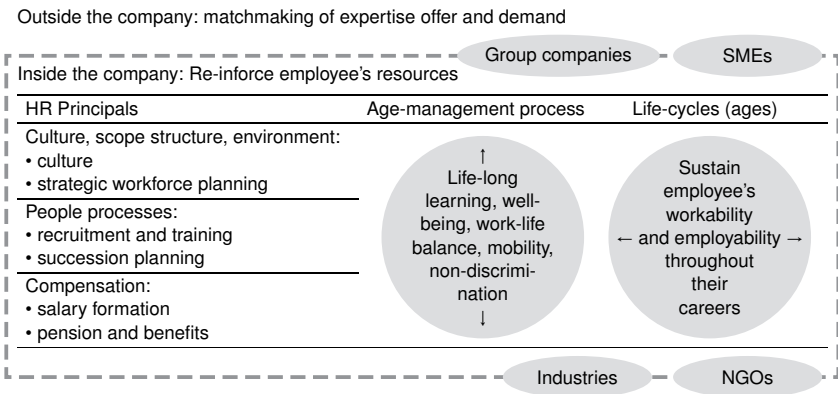 Outside the company: matchmaking of expertise offer and demand
Group companies
SMEs
Inside the company: Re-inforce employee's resources
HR Principals
Age-management process
Life-cycles (ages)
Culture, scope structure, environment:
• culture
• strategic workforce planning
People processes:
• recruitment and training
• succession planning
Compensation:
• salary formation
• pension and benefits
↑
Life-long
learning, well-
being, work-life
balance, mobility,
non-discrimi-
nation
↓
Sustain
employee's
workability
← and employability →
throughout
their
careers
Industries
NGOs